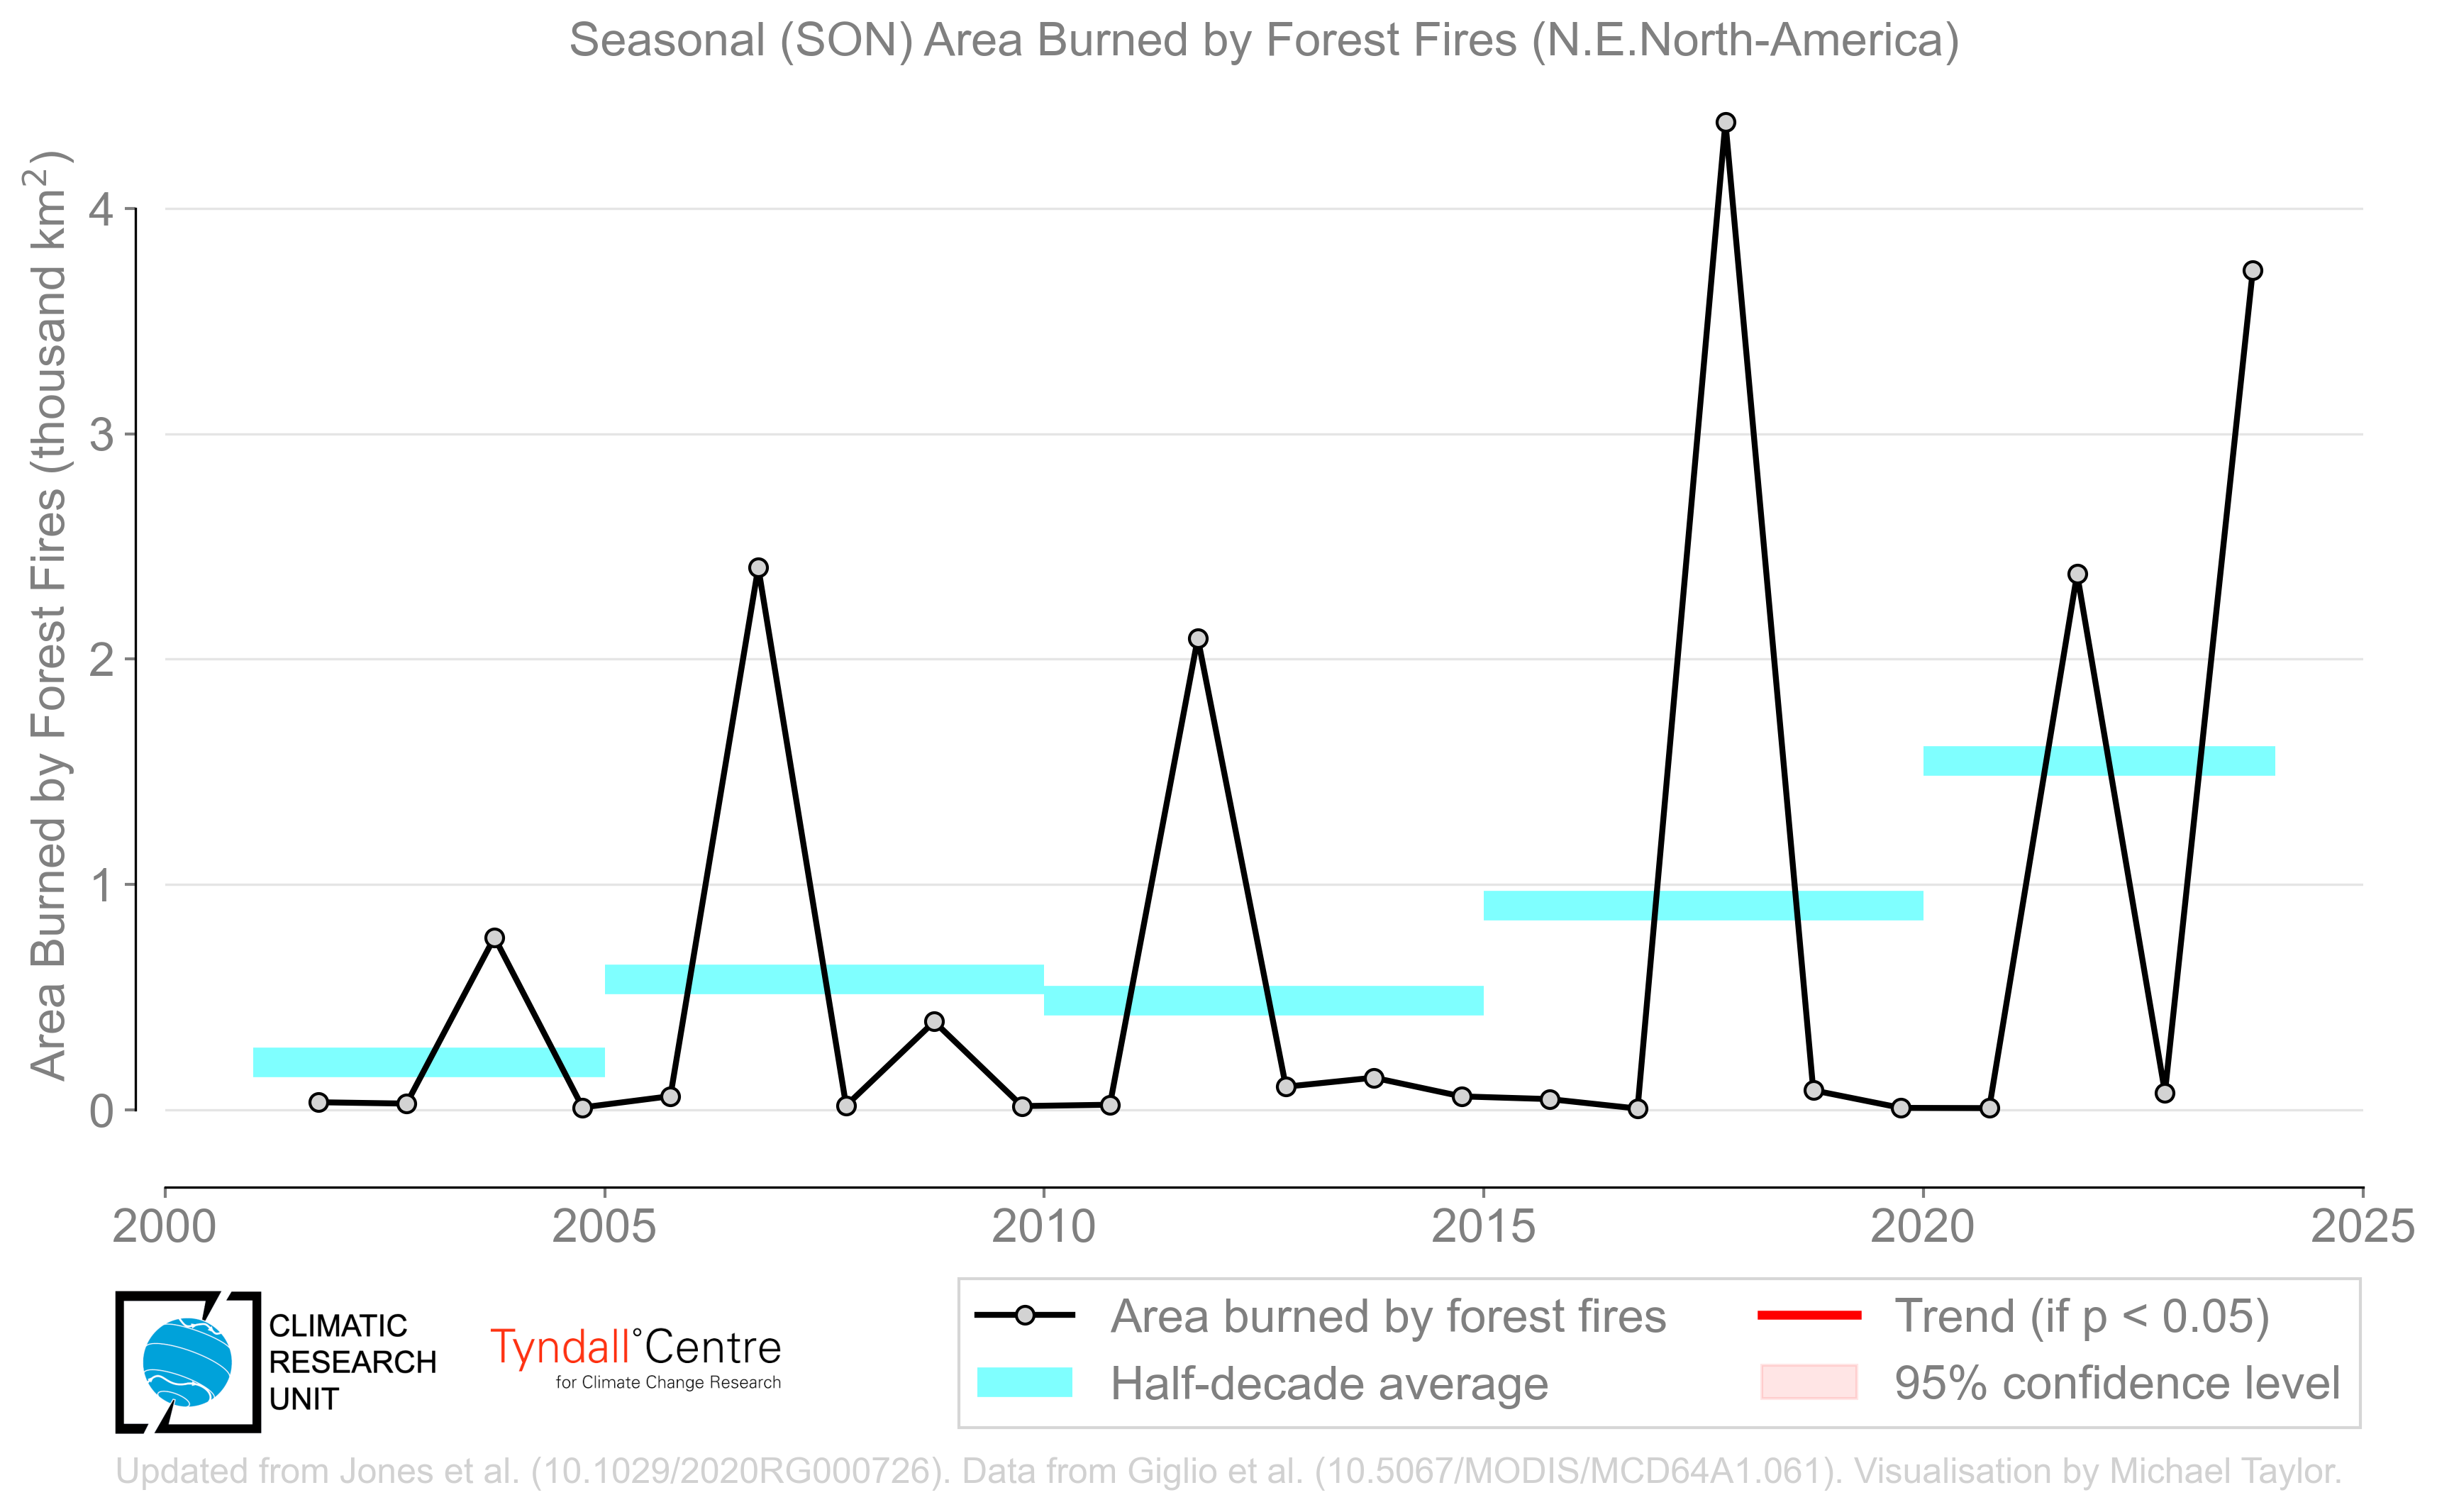 Seasonal (SON) Area Burned by Forest Fires (N.E.North-America)
Area Burned by Forest Fires (thousand km²)
4
3
2
1
0
2000 2005 2010 2015 2020 2025
CLIMATIC
RESEARCH
UNIT
Tyndall°Centre
for Climate Change Research
Area burned by forest fires
Half-decade average
Trend (if p < 0.05)
95% confidence level
Updated from Jones et al. (10.1029/2020RG000726). Data from Giglio et al. (10.5067/MODIS/MCD64A1.061). Visualisation by Michael Taylor.